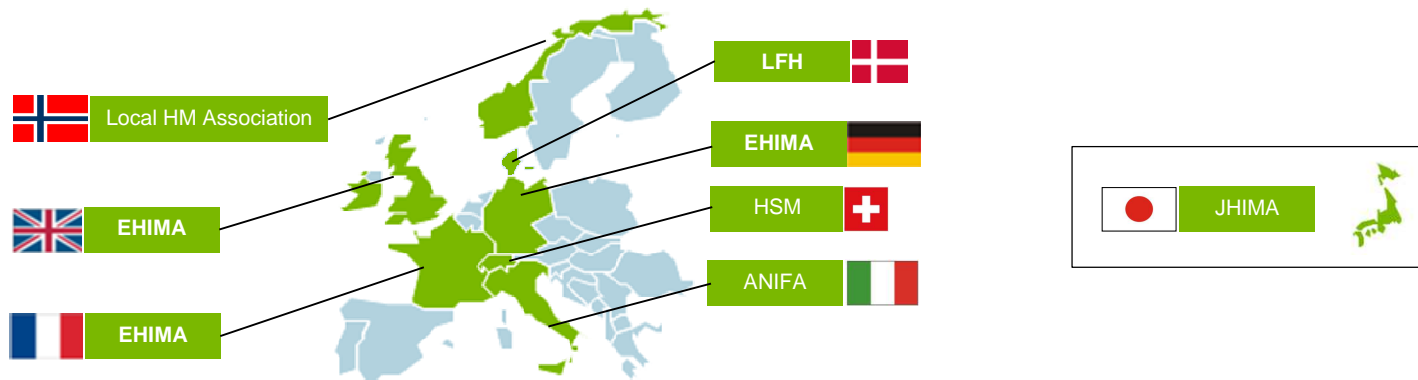 LFH
Local HM Association
EHIMA
HSM
JHIMA
EHIMA
ANIFA
EHIMA